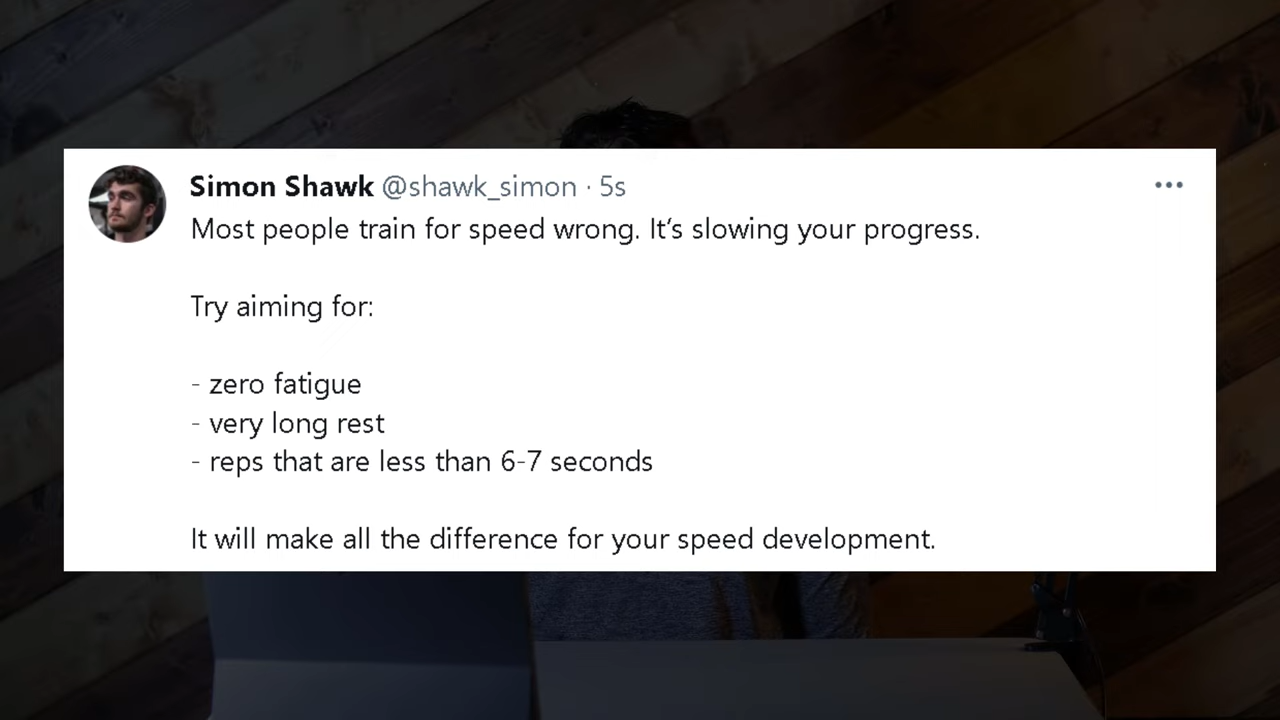 Simon Shawk @shawk_simon · 5s
Most people train for speed wrong. It’s slowing your progress.
Try aiming for:
- zero fatigue
- very long rest
- reps that are less than 6-7 seconds
It will make all the difference for your speed development.